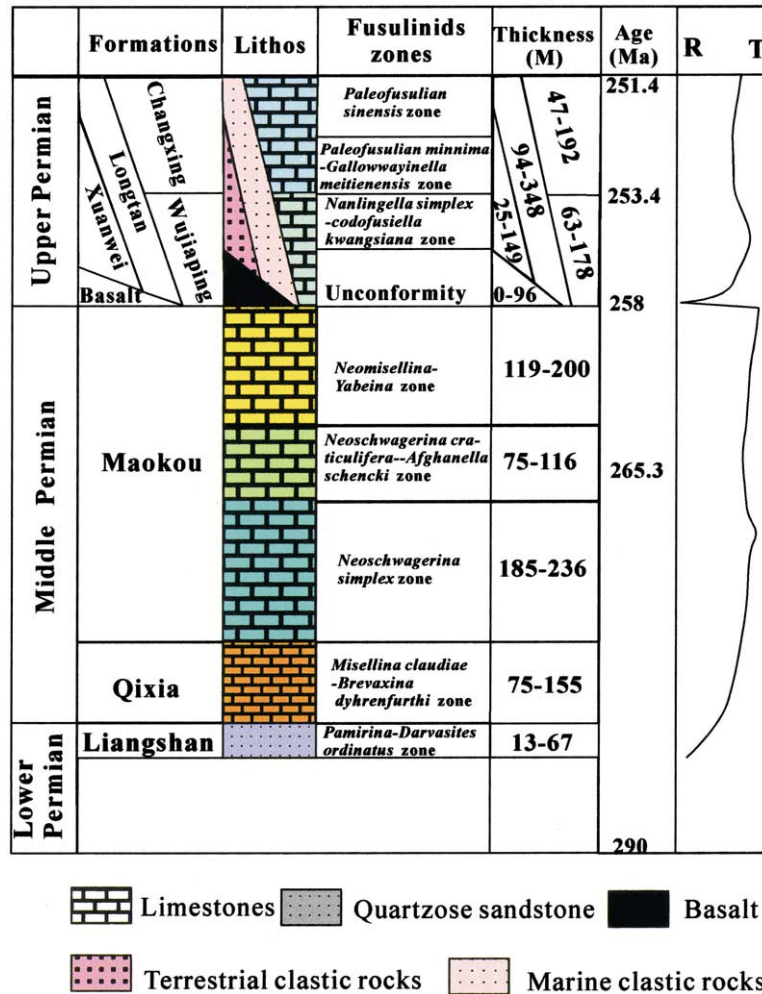 Formations
Lithos
Fusulinids
zones
Thickness
(M)
Age
(Ma)
R
T
Upper Permian
Changxing
Longtan
Xuanwei
Wujiaping
Basalt
Paleofusulian
sinensis zone
Paleofusulian minnima
-Gallowwayinella
meitienensis zone
Nanlingella simplex
-codofusiella
kwangsiana zone
Unconformity
47-192
94-348
25-149
63-178
0-96
251.4
253.4
258
Middle Permian
Maokou
Neomisellina-
Yabeina zone
119-200
Neoschwagerina cra-
ticulifera--Afghanella
schencki zone
75-116
265.3
Neoschwagerina
simplex zone
185-236
Qixia
Misellina claudiae
-Brevaxina
dyhrenfurthi zone
75-155
Lower
Permian
Liangshan
Pamirina-Darvasites
ordinatus zone
13-67
290
Limestones
Quartzose sandstone
Basalt
Terrestrial clastic rocks
Marine clastic rocks